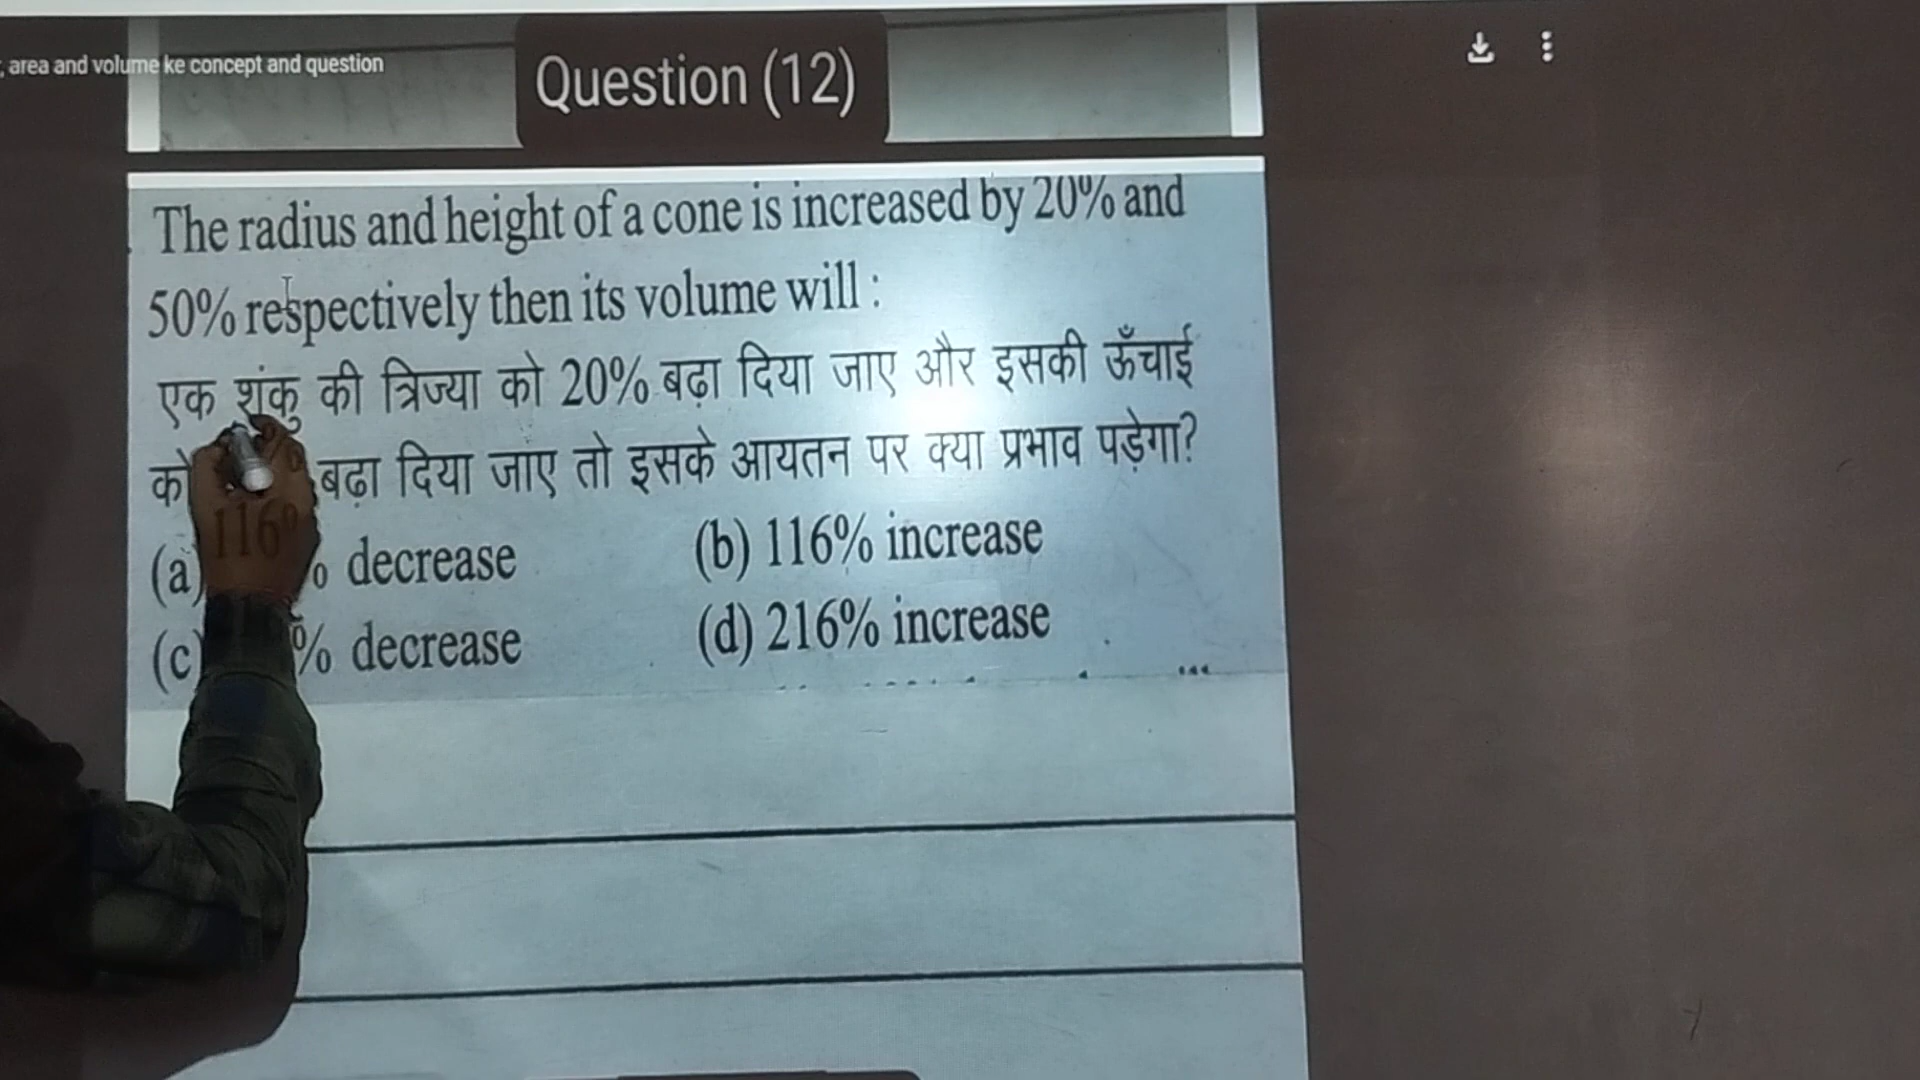 , area and volume ke concept and question
Question (12)
The radius and height of a cone is increased by 20% and
50% respectively then its volume will :
एक शंकु की त्रिज्या को 20% बढ़ा दिया जाए और इसकी ऊँचाई
को बढ़ा दिया जाए तो इसके आयतन पर क्या प्रभाव पड़ेगा?
(a) 116% decrease (b) 116% increase
(c) % decrease (d) 216% increase